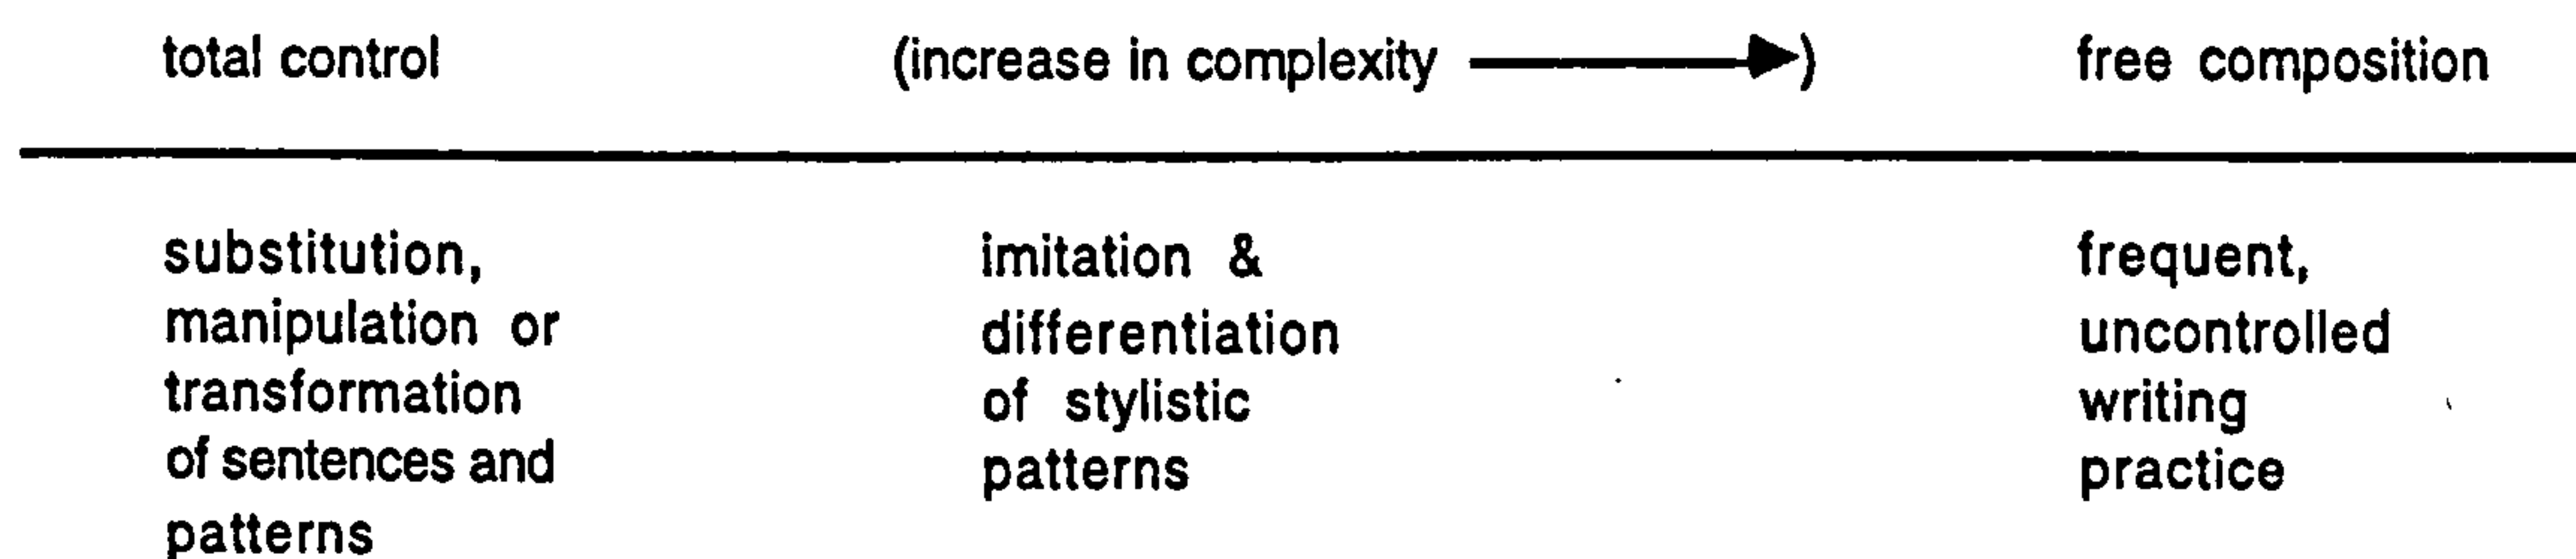 total control (increase in complexity ⟶) free composition
substitution,
manipulation or
transformation
of sentences and
patterns
imitation &
differentiation
of stylistic
patterns
frequent,
uncontrolled
writing
practice